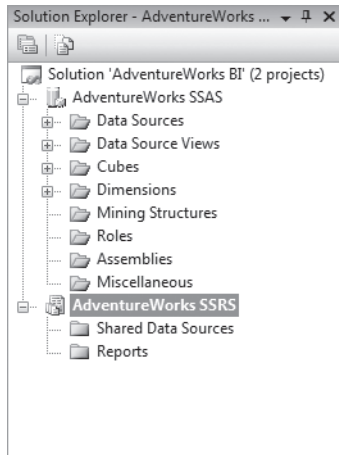 Solution Explorer - AdventureWorks ...
Solution 'AdventureWorks BI' (2 projects)
AdventureWorks SSAS
Data Sources
Data Source Views
Cubes
Dimensions
Mining Structures
Roles
Assemblies
Miscellaneous
AdventureWorks SSRS
Shared Data Sources
Reports